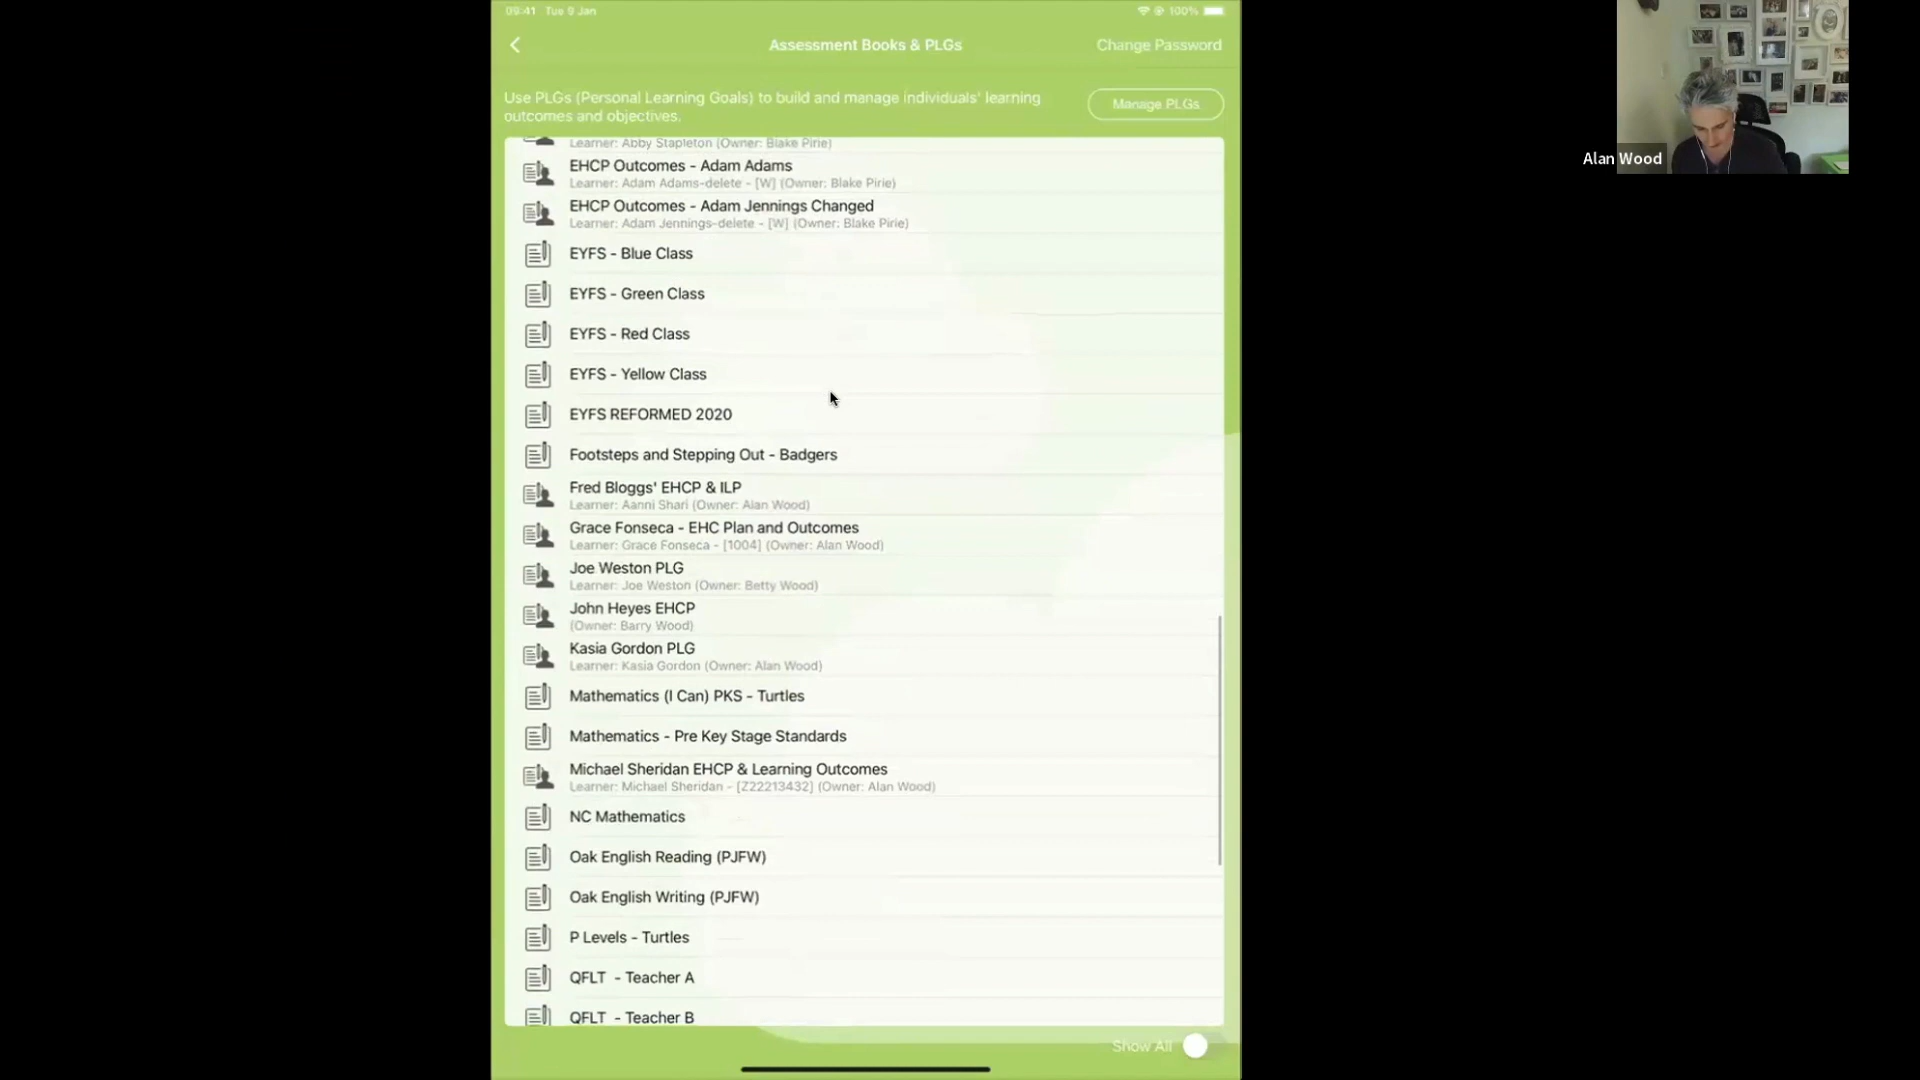 09:41 Tue 9 Jan
100%
Assessment Books & PLGs
Change Password
Use PLGs (Personal Learning Goals) to build and manage individuals' learning
outcomes and objectives.
Manage PLGs
Learner: Abby Stapleton (Owner: Blake Pirie)
EHCP Outcomes - Adam Adams
Learner: Adam Adams-delete - [W] (Owner: Blake Pirie)
EHCP Outcomes - Adam Jennings Changed
Learner: Adam Jennings-delete - [W] (Owner: Blake Pirie)
EYFS - Blue Class
EYFS - Green Class
EYFS - Red Class
EYFS - Yellow Class
EYFS REFORMED 2020
Footsteps and Stepping Out - Badgers
Fred Bloggs' EHCP & ILP
Learner: Aanni Shari (Owner: Alan Wood)
Grace Fonseca - EHC Plan and Outcomes
Learner: Grace Fonseca - [1004] (Owner: Alan Wood)
Joe Weston PLG
Learner: Joe Weston (Owner: Betty Wood)
John Heyes EHCP
(Owner: Barry Wood)
Kasia Gordon PLG
Learner: Kasia Gordon (Owner: Alan Wood)
Mathematics (I Can) PKS - Turtles
Mathematics - Pre Key Stage Standards
Michael Sheridan EHCP & Learning Outcomes
Learner: Michael Sheridan - [Z22213432] (Owner: Alan Wood)
NC Mathematics
Oak English Reading (PJFW)
Oak English Writing (PJFW)
P Levels - Turtles
QFLT - Teacher A
QFLT - Teacher B
Show All
Alan Wood